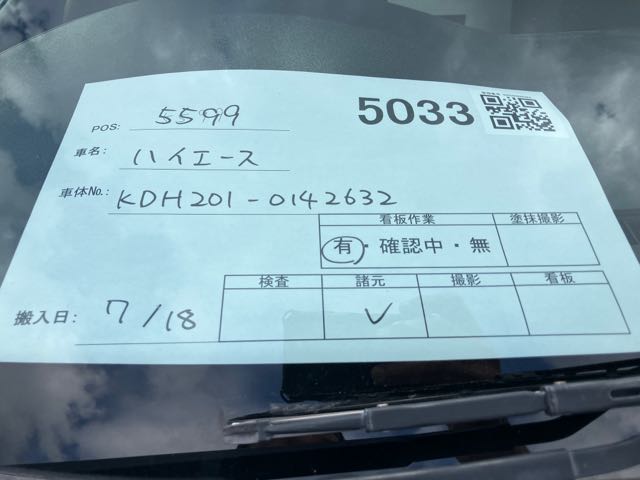 5033
POS: 5599
車名: ハイエース
車体No.: KDH201-0142632
看板作業 塗抹撮影
有・確認中・無
検査 諸元 撮影 看板
搬入日: 7/18 ✓